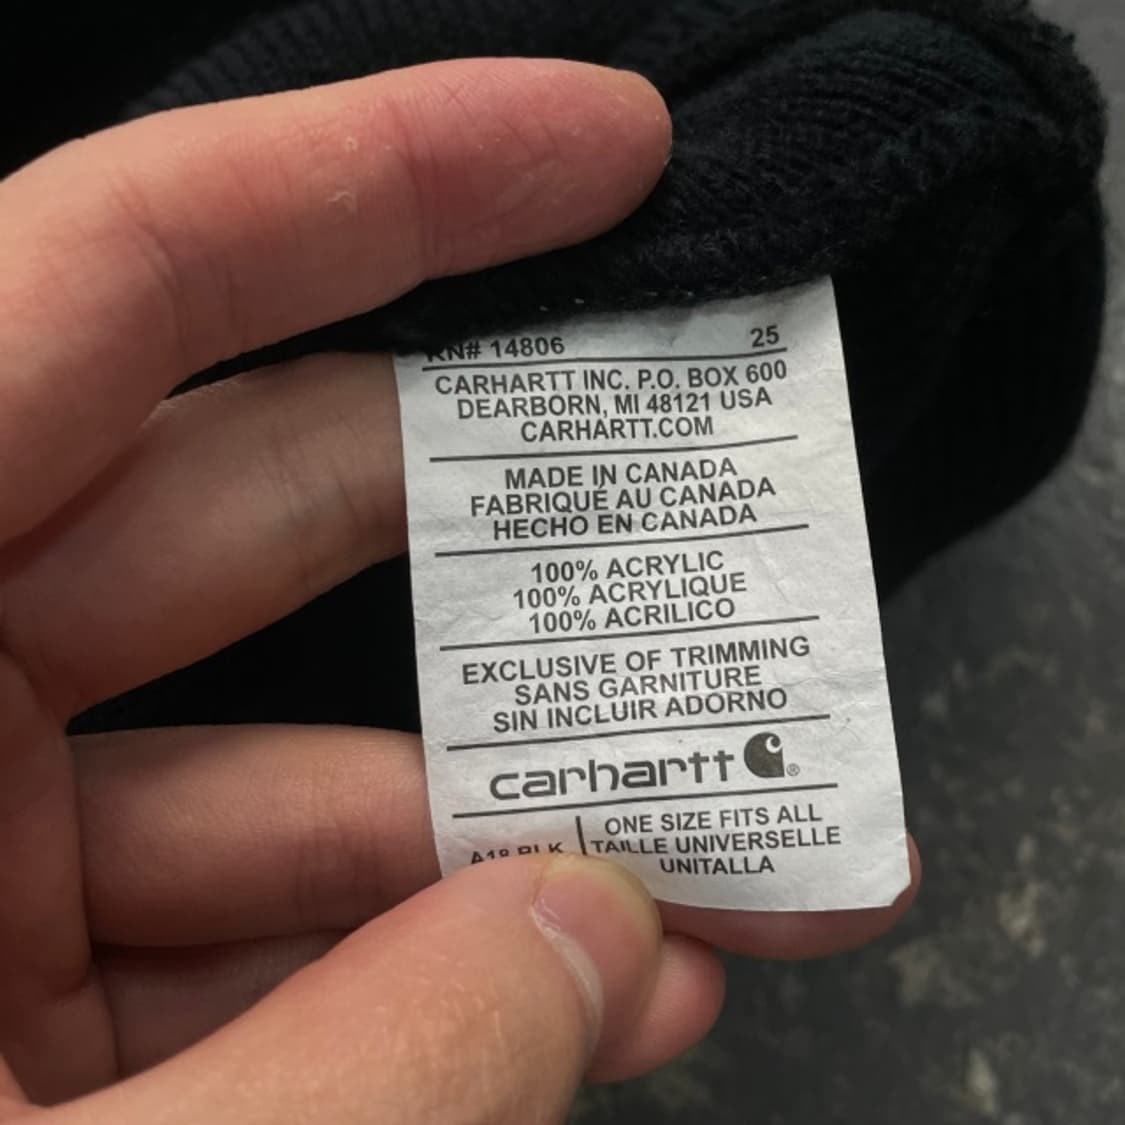 RN# 14806 25
CARHARTT INC. P.O. BOX 600
DEARBORN, MI 48121 USA
CARHARTT.COM
MADE IN CANADA
FABRIQUÉ AU CANADA
HECHO EN CANADA
100% ACRYLIC
100% ACRYLIQUE
100% ACRILICO
EXCLUSIVE OF TRIMMING
SANS GARNITURE
SIN INCLUIR ADORNO
carhartt ®
A18 BLK
ONE SIZE FITS ALL
TAILLE UNIVERSELLE
UNITALLA